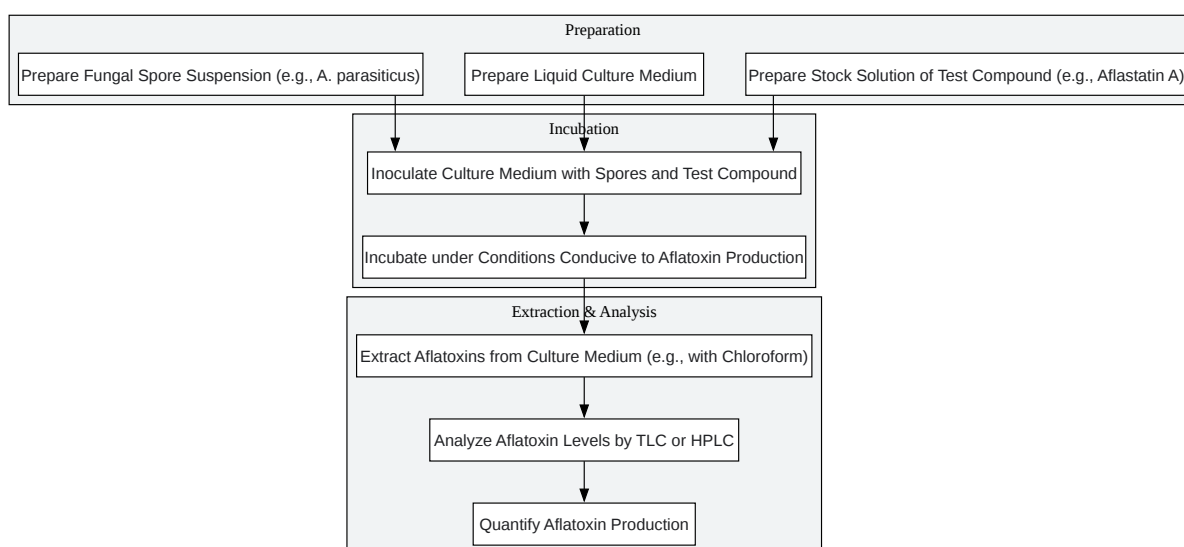 Preparation
Prepare Fungal Spore Suspension (e.g., A. parasiticus)
Prepare Liquid Culture Medium
Prepare Stock Solution of Test Compound (e.g., Aflastatin A)
Incubation
Inoculate Culture Medium with Spores and Test Compound
Incubate under Conditions Conducive to Aflatoxin Production
Extraction & Analysis
Extract Aflatoxins from Culture Medium (e.g., with Chloroform)
Analyze Aflatoxin Levels by TLC or HPLC
Quantify Aflatoxin Production